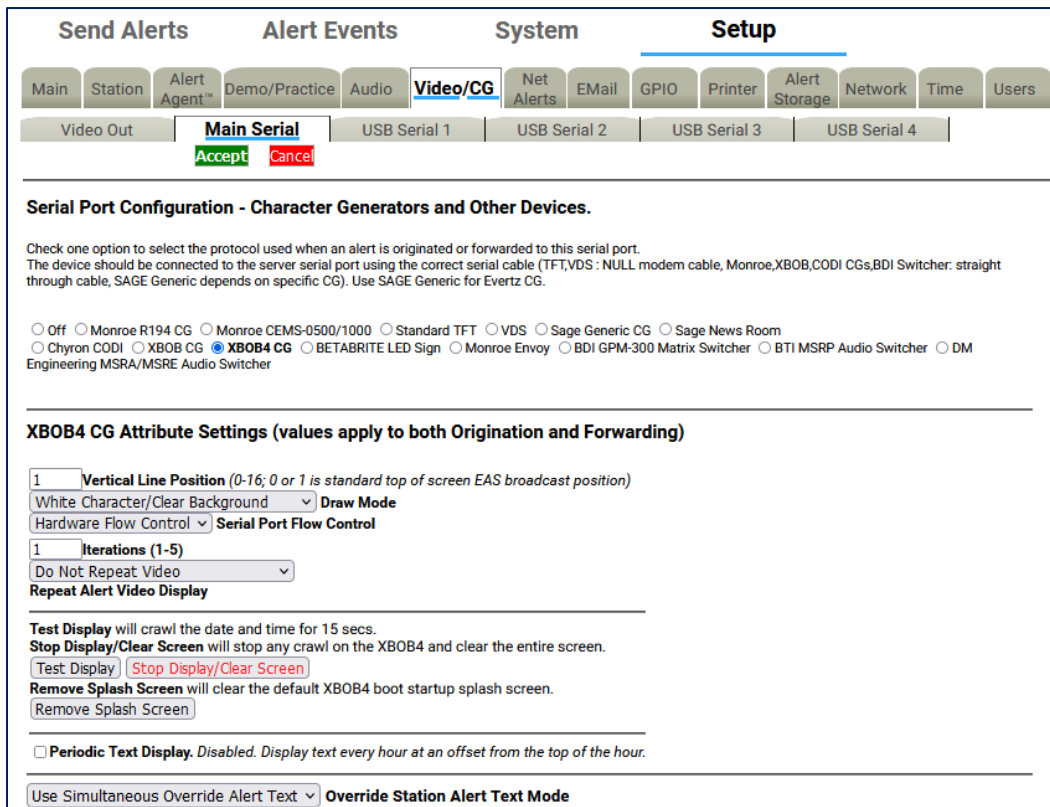 Send Alerts Alert Events System Setup
Main Station Alert Agent™ Demo/Practice Audio Video/CG Net Alerts EMail GPIO Printer Alert Storage Network Time Users
Video Out Main Serial USB Serial 1 USB Serial 2 USB Serial 3 USB Serial 4
Accept Cancel
Serial Port Configuration - Character Generators and Other Devices.
Check one option to select the protocol used when an alert is originated or forwarded to this serial port.
The device should be connected to the server serial port using the correct serial cable (TFT,VDS : NULL modem cable, Monroe,XBOB,CODI CGs,BDI Switcher: straight
through cable, SAGE Generic depends on specific CG). Use SAGE Generic for Evertz CG.
Off Monroe R194 CG Monroe CEMS-0500/1000 Standard TFT VDS Sage Generic CG Sage News Room
Chyron CODI XBOB CG XBOB4 CG BETABRITE LED Sign Monroe Envoy BDI GPM-300 Matrix Switcher BTI MSRP Audio Switcher DM
Engineering MSRA/MSRE Audio Switcher
XBOB4 CG Attribute Settings (values apply to both Origination and Forwarding)
1 Vertical Line Position (0-16; 0 or 1 is standard top of screen EAS broadcast position)
White Character/Clear Background Draw Mode
Hardware Flow Control Serial Port Flow Control
1 Iterations (1-5)
Do Not Repeat Video
Repeat Alert Video Display
Test Display will crawl the date and time for 15 secs.
Stop Display/Clear Screen will stop any crawl on the XBOB4 and clear the entire screen.
Test Display Stop Display/Clear Screen
Remove Splash Screen will clear the default XBOB4 boot startup splash screen.
Remove Splash Screen
Periodic Text Display. Disabled. Display text every hour at an offset from the top of the hour.
Use Simultaneous Override Alert Text Override Station Alert Text Mode